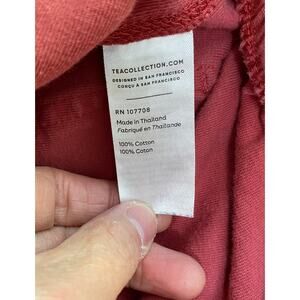 TEACOLLECTION.COM
DESIGNED IN SAN FRANCISCO
CONÇU À SAN FRANCISCO
RN 107708
Made in Thailand
Fabriqué en Thaïlande
100% Cotton
100% Coton